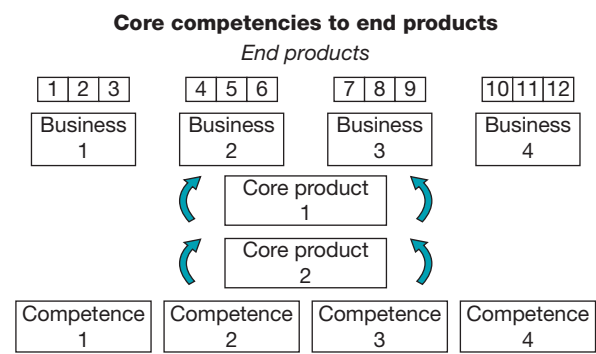 Core competencies to end products
End products
1 2 3 4 5 6 7 8 9 10 11 12
Business Business Business Business
1 2 3 4
Core product
1
Core product
2
Competence Competence Competence Competence
1 2 3 4